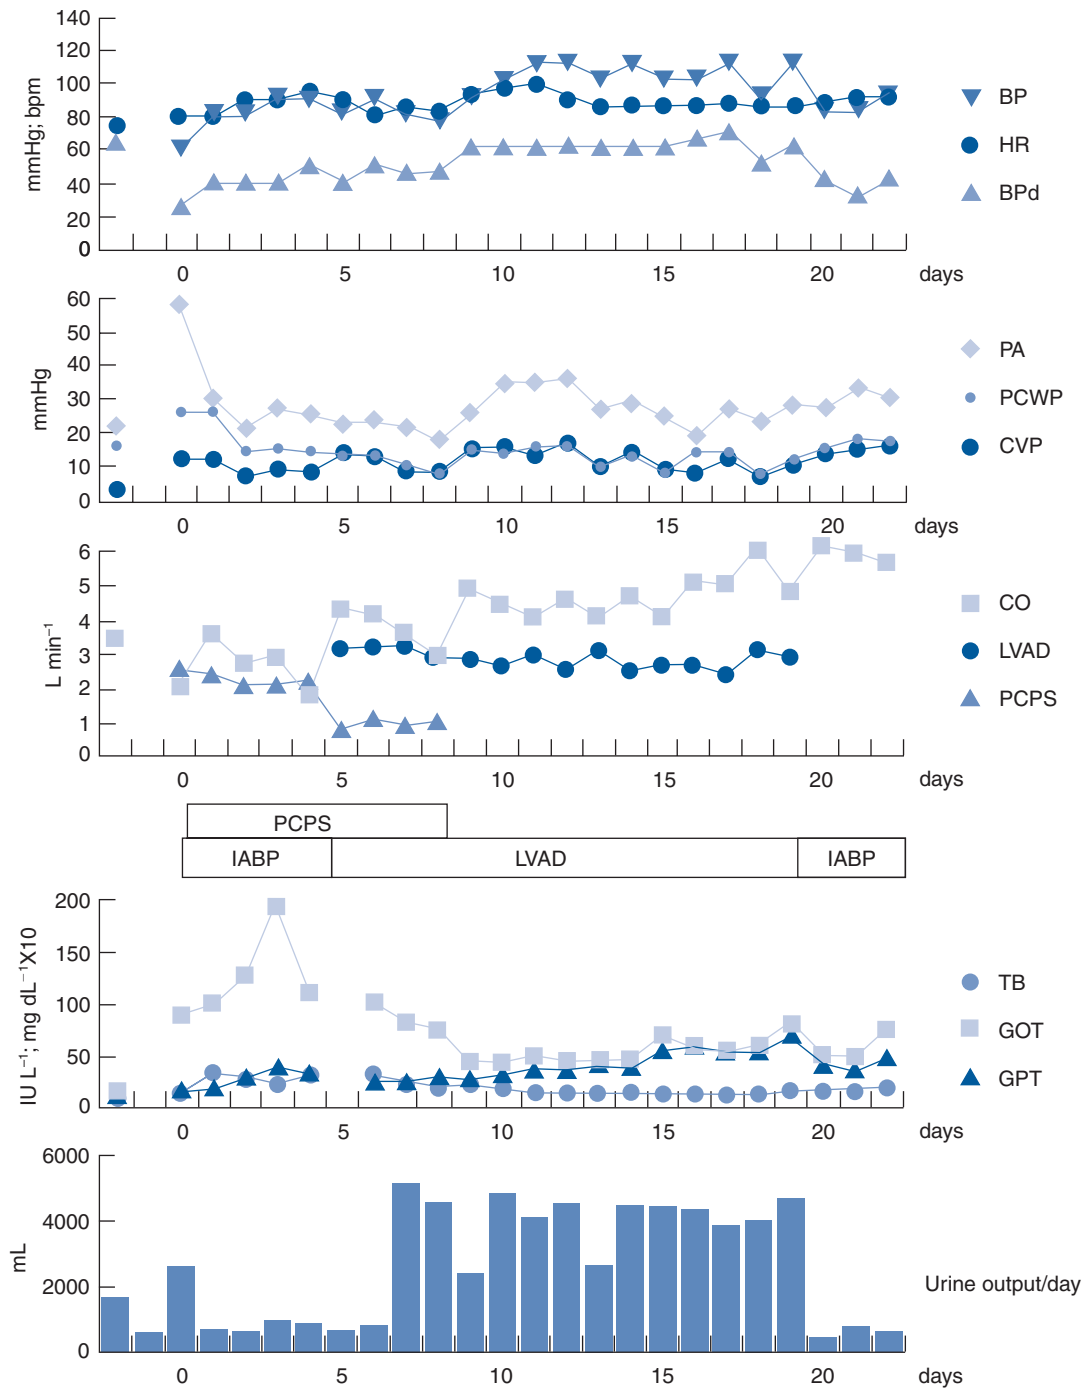 140
120
100
80
60
40
20
0
mmHg; bpm
0 5 10 15 20 days
BP
HR
BPd
60
50
40
30
20
10
0
mmHg
0 5 10 15 20 days
PA
PCWP
CVP
6
5
4
3
2
1
0
L min⁻¹
0 5 10 15 20 days
CO
LVAD
PCPS
PCPS
IABP LVAD IABP
200
150
100
50
0
IU L⁻¹; mg dL⁻¹X10
0 5 10 15 20 days
TB
GOT
GPT
6000
4000
2000
0
mL
Urine output/day
0 5 10 15 20 days